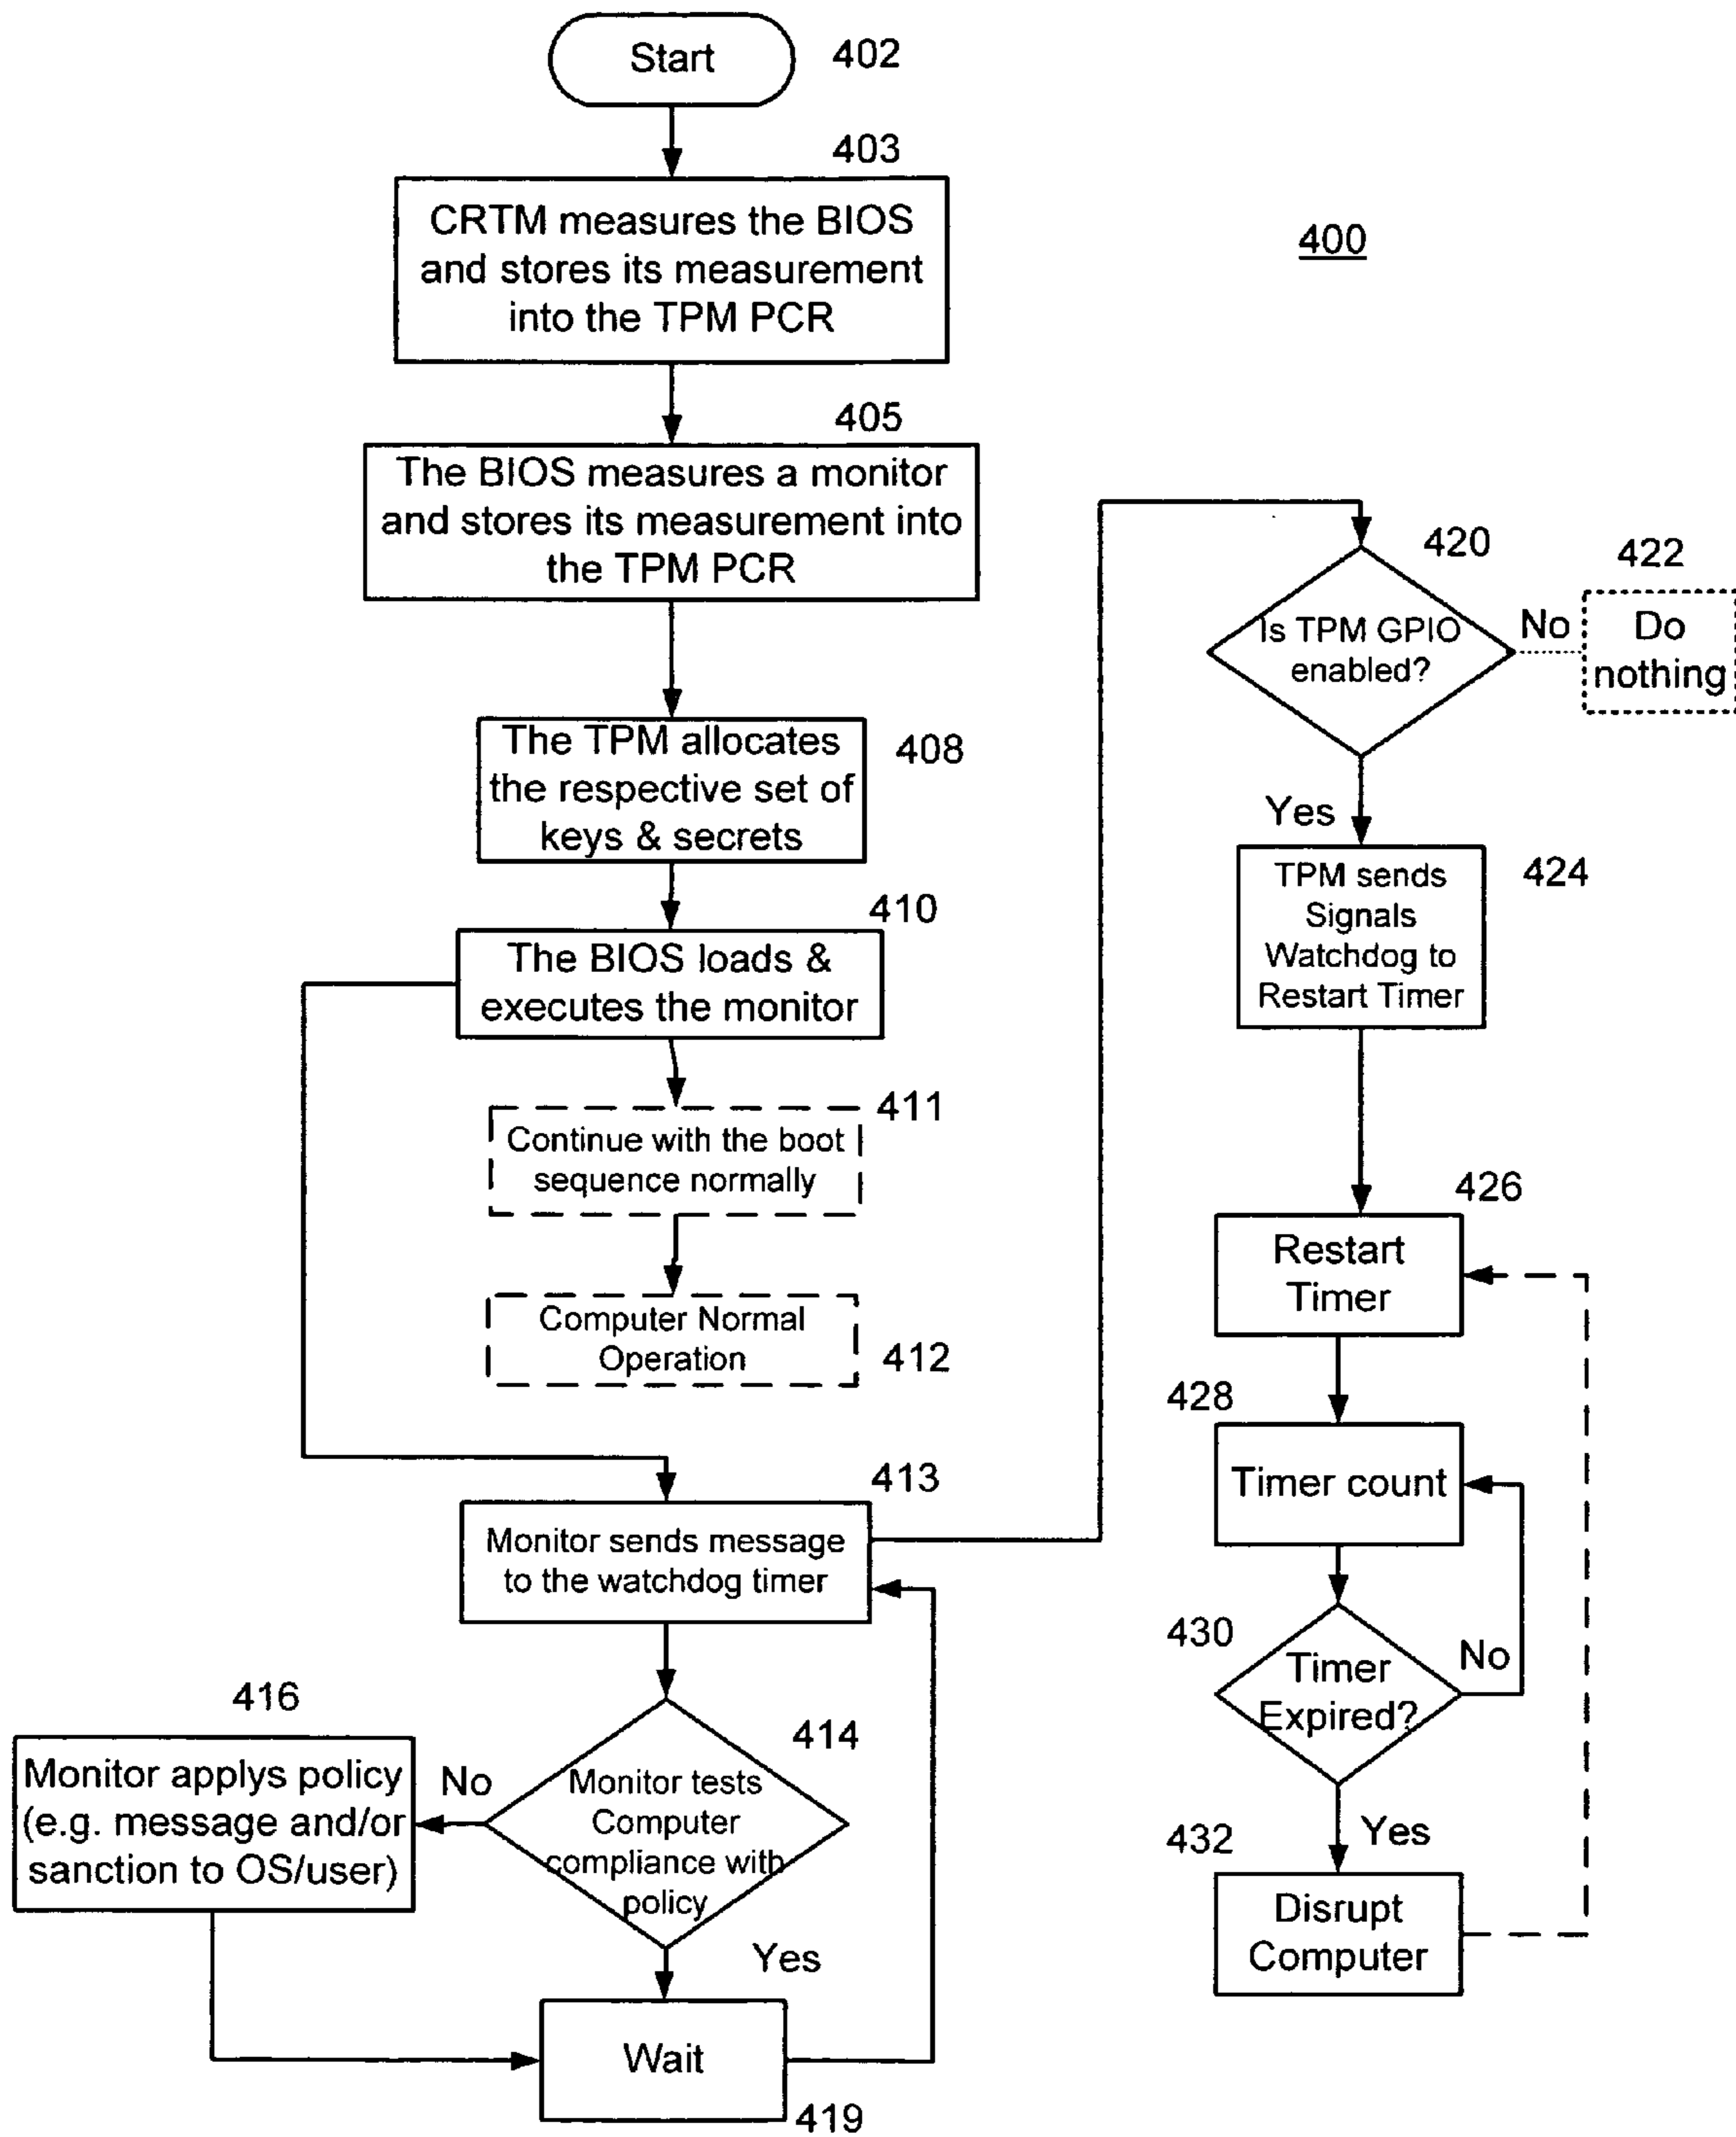 Start
402
403
CRTM measures the BIOS
and stores its measurement
into the TPM PCR
400
405
The BIOS measures a monitor
and stores its measurement into
the TPM PCR
The TPM allocates
the respective set of
keys & secrets
408
410
The BIOS loads &
executes the monitor
411
Continue with the boot
sequence normally
Computer Normal
Operation
412
413
Monitor sends message
to the watchdog timer
414
Monitor tests
Computer
compliance with
policy
No
416
Monitor applys policy
(e.g. message and/or
sanction to OS/user)
Yes
Wait
419
420
Is TPM GPIO
enabled?
No
422
Do
nothing
Yes
424
TPM sends
Signals
Watchdog to
Restart Timer
426
Restart
Timer
428
Timer count
430
Timer
Expired?
No
Yes
432
Disrupt
Computer